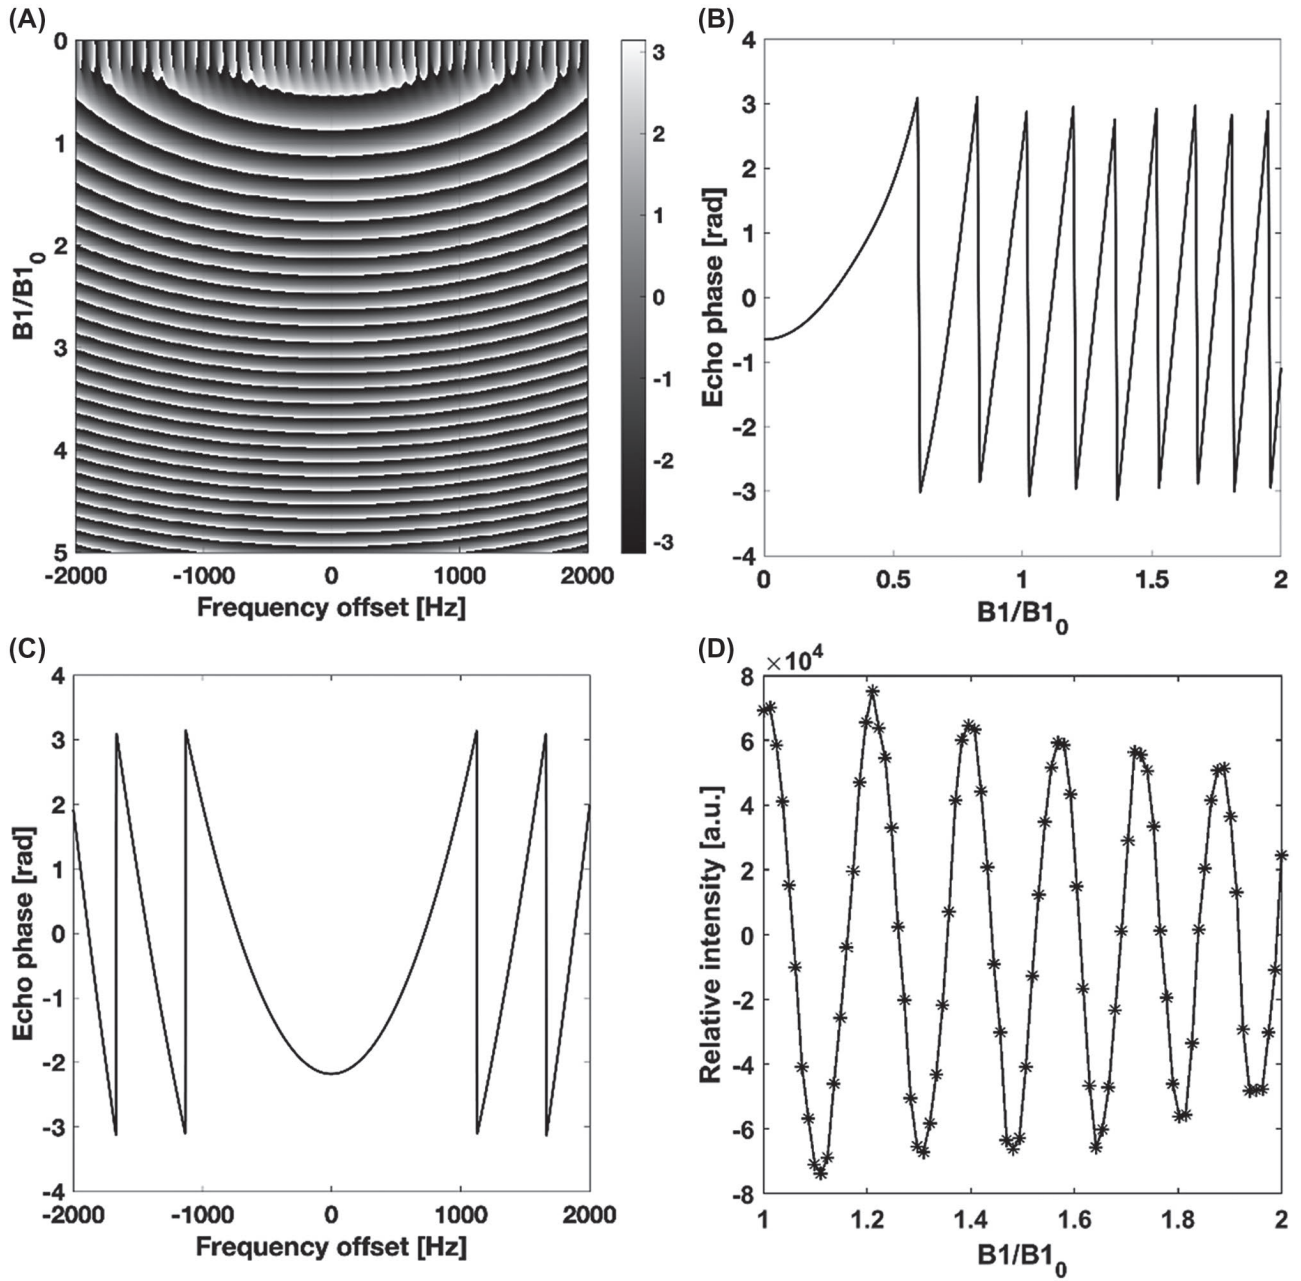 (A)
0
1
2
3
4
5
B1/B1₀
-2000 -1000 0 1000 2000
Frequency offset [Hz]
3
2
1
0
-1
-2
-3
(B)
4
3
2
1
0
-1
-2
-3
-4
Echo phase [rad]
0 0.5 1 1.5 2
B1/B1₀
(C)
4
3
2
1
0
-1
-2
-3
-4
Echo phase [rad]
-2000 -1000 0 1000 2000
Frequency offset [Hz]
(D)
×10⁴
8
6
4
2
0
-2
-4
-6
-8
Relative intensity [a.u.]
1 1.2 1.4 1.6 1.8 2
B1/B1₀